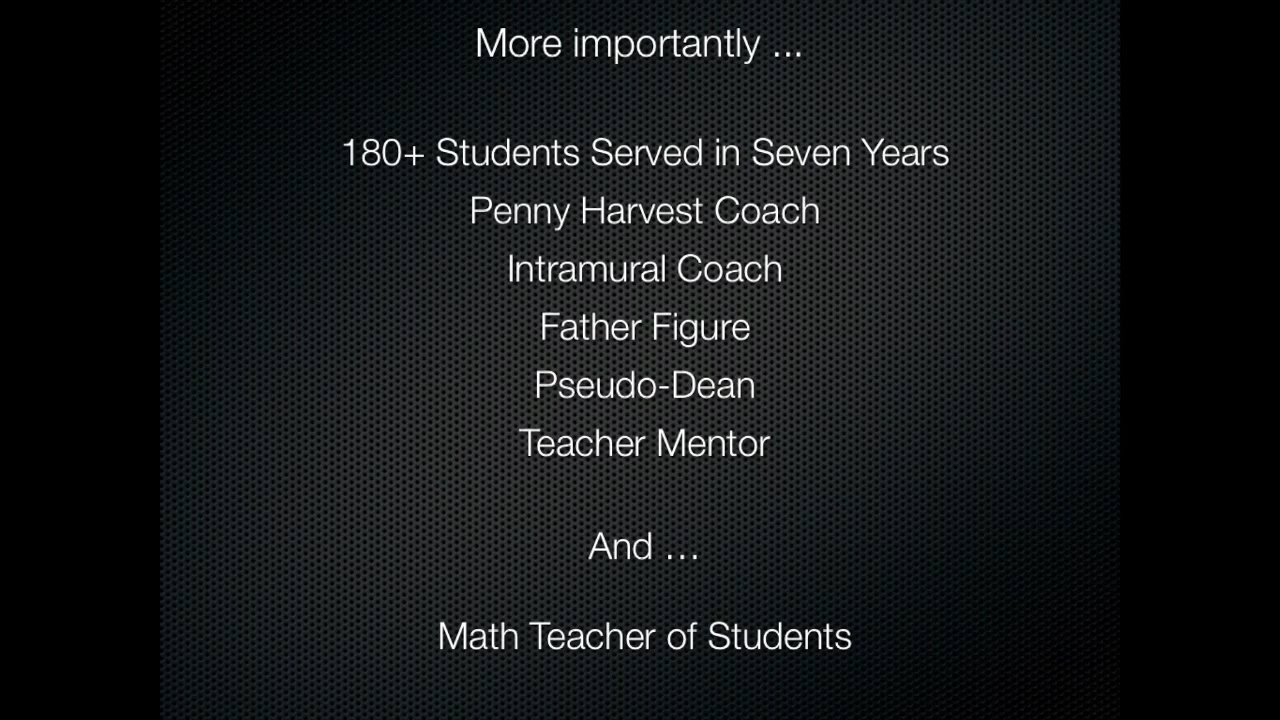 More importantly ...
180+ Students Served in Seven Years
Penny Harvest Coach
Intramural Coach
Father Figure
Pseudo-Dean
Teacher Mentor
And …
Math Teacher of Students